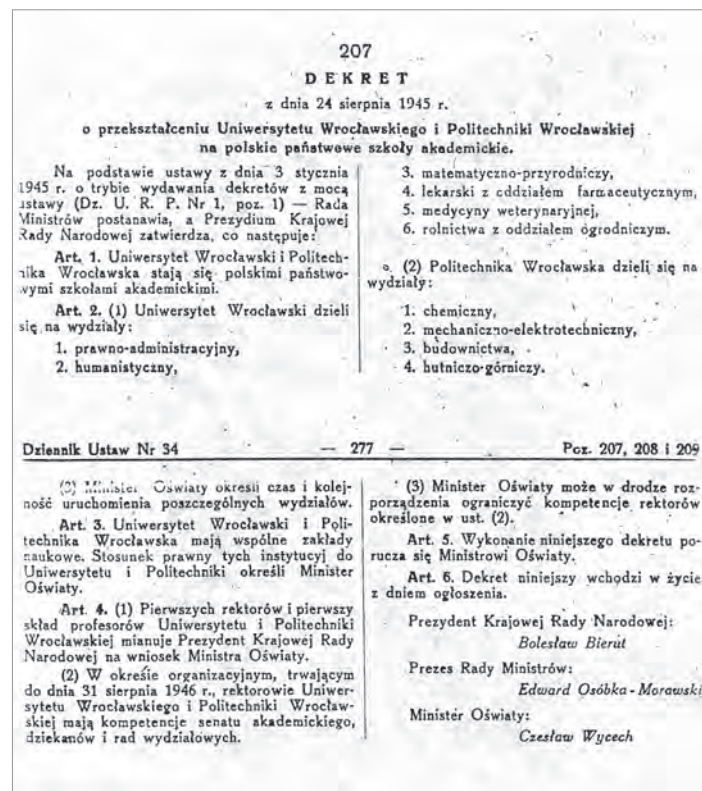 207
DEKRET
z dnia 24 sierpnia 1945 r.
o przekształceniu Uniwersytetu Wrocławskiego i Politechniki Wrocławskiej
na polskie państwowe szkoły akademickie.
Na podstawie ustawy z dnia 3 stycznia
1945 r. o trybie wydawania dekretów z mocą
ustawy (Dz. U. R. P. Nr 1, poz. 1) — Rada
Ministrów postanawia, a Prezydium Krajowej
Rady Narodowej zatwierdza, co następuje:
Art. 1. Uniwersytet Wrocławski i Politech-
nika Wrocławska stają się polskimi państwo-
wymi szkołami akademickimi.
Art. 2. (1) Uniwersytet Wrocławski dzieli
się na wydziały:
1. prawno-administracyjny,
2. humanistyczny,
3. matematyczno-przyrodniczy,
4. lekarski z oddziałem farmaceutycznym,
5. medycyny weterynaryjnej,
6. rolnictwa z oddziałem ogrodniczym.
(2) Politechnika Wrocławska dzieli się na
wydziały:
1. chemiczny,
2. mechaniczno-elektrotechniczny,
3. budownictwa,
4. hutniczo-górniczy.
Dziennik Ustaw Nr 34 — 277 — Poz. 207, 208 i 209
(3) Minister Oświaty określi czas i kolej-
ność uruchomienia poszczególnych wydziałów.
Art. 3. Uniwersytet Wrocławski i Poli-
technika Wrocławska mają wspólne zakłady
naukowe. Stosunek prawny tych instytucyj do
Uniwersytetu i Politechniki określi Minister
Oświaty.
Art. 4. (1) Pierwszych rektorów i pierwszy
skład profesorów Uniwersytetu i Politechniki
Wrocławskiej mianuje Prezydent Krajowej Rady
Narodowej na wniosek Ministra Oświaty.
(2) W okresie organizacyjnym, trwającym
do dnia 31 sierpnia 1946 r., rektorowie Uniwer-
sytetu Wrocławskiego i Politechniki Wrocław-
skiej mają kompetencje senatu akademickiego,
dziekanów i rad wydziałowych.
(3) Minister Oświaty może w drodze roz-
porządzenia ograniczyć kompetencje rektorów
określone w ust. (2).
Art. 5. Wykonanie niniejszego dekretu po-
rucza się Ministrowi Oświaty.
Art. 6. Dekret niniejszy wchodzi w życie
z dniem ogłoszenia.
Prezydent Krajowej Rady Narodowej:
Bolesław Bierut
Prezes Rady Ministrów:
Edward Osóbka-Morawski
Minister Oświaty:
Czesław Wycech